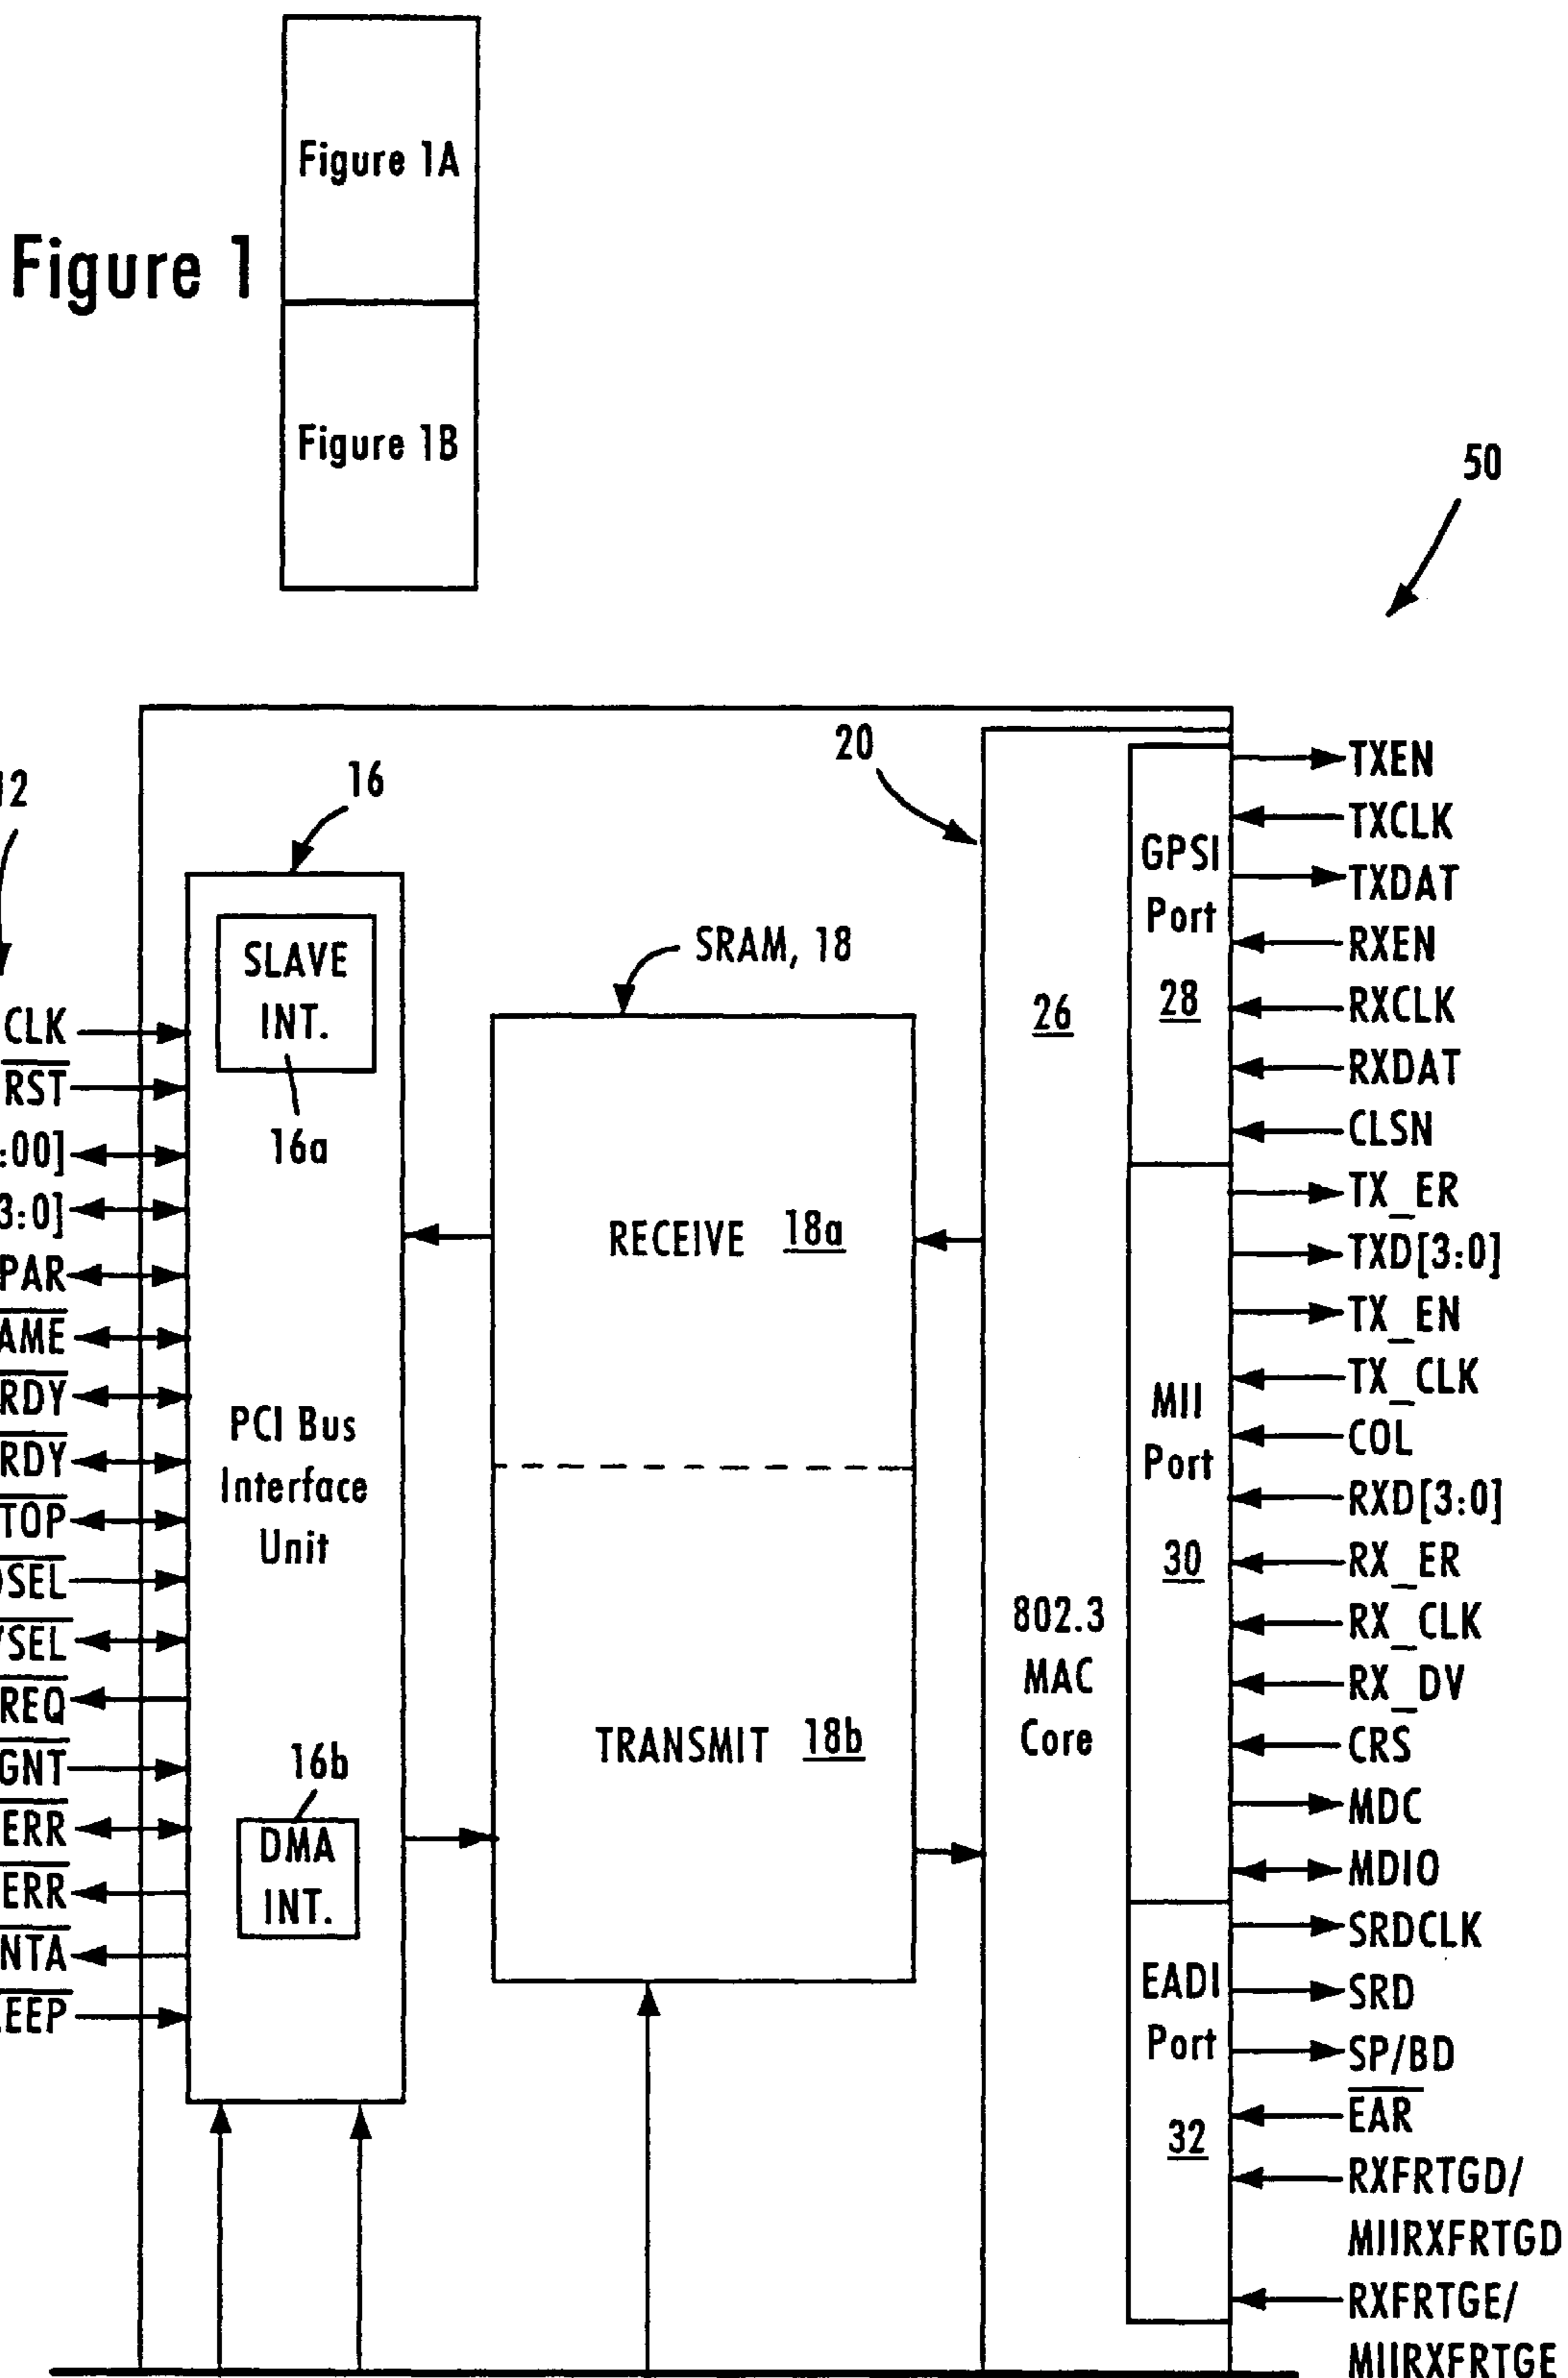 Figure 1
Figure 1A
Figure 1B
50
12
16
20
SLAVE
INT.
16a
SRAM, 18
CLK
RST
:00]
3:0]
PAR
AME
RDY
RDY
TOP
SEL
SEL
REQ
GNT
ERR
ERR
NTA
EEP
PCI Bus
Interface
Unit
16b
DMA
INT.
RECEIVE 18a
TRANSMIT 18b
26
802.3
MAC
Core
GPSI
Port
28
MII
Port
30
EADI
Port
32
TXEN
TXCLK
TXDAT
RXEN
RXCLK
RXDAT
CLSN
TX_ER
TXD[3:0]
TX_EN
TX_CLK
COL
RXD[3:0]
RX_ER
RX_CLK
RX_DV
CRS
MDC
MDIO
SRDCLK
SRD
SP/BD
EAR
RXFRTGD/
MIIRXFRTGD
RXFRTGE/
MIIRXFRTGE